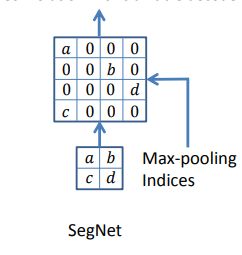 a 0 0 0
0 0 b 0
0 0 0 d
c 0 0 0
a b
c d
Max-pooling
Indices
SegNet